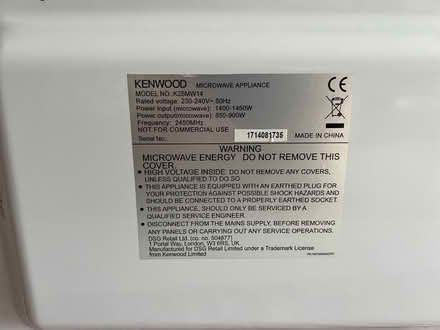 KENWOOD MICROWAVE APPLIANCE
MODEL NO.: K25MW14
Rated voltage: 230-240V~ 50Hz
Power input (microwave): 1400-1450W
Power output(microwave): 850-900W
Frequency: 2450MHz
NOT FOR COMMERCIAL USE
Serial No.: 1714081735 MADE IN CHINA
WARNING
MICROWAVE ENERGY DO NOT REMOVE THIS
COVER.
• HIGH VOLTAGE INSIDE: DO NOT REMOVE ANY COVERS,
UNLESS QUALIFIED TO DO SO
• THIS APPLIANCE IS EQUIPPED WITH AN EARTHED PLUG FOR
YOUR PROTECTION AGAINST POSSIBLE SHOCK HAZARDS AND
SHOULD BE CONNECTED TO A PROPERLY EARTHED SOCKET.
• THIS APPLIANCE, SHOULD ONLY BE SERVICED BY A
QUALIFIED SERVICE ENGINEER.
• DISCONNECT FROM THE MAINS SUPPLY, BEFORE REMOVING
ANY PANELS OR CARRYING OUT ANY OTHER SERVICE WORK.
DSG Retail Ltd. (co. no. 504877)
1 Portal Way, London, W3 6RS, UK.
Manufactured for DSG Retail Limited under a Trademark License
from Kenwood Limited